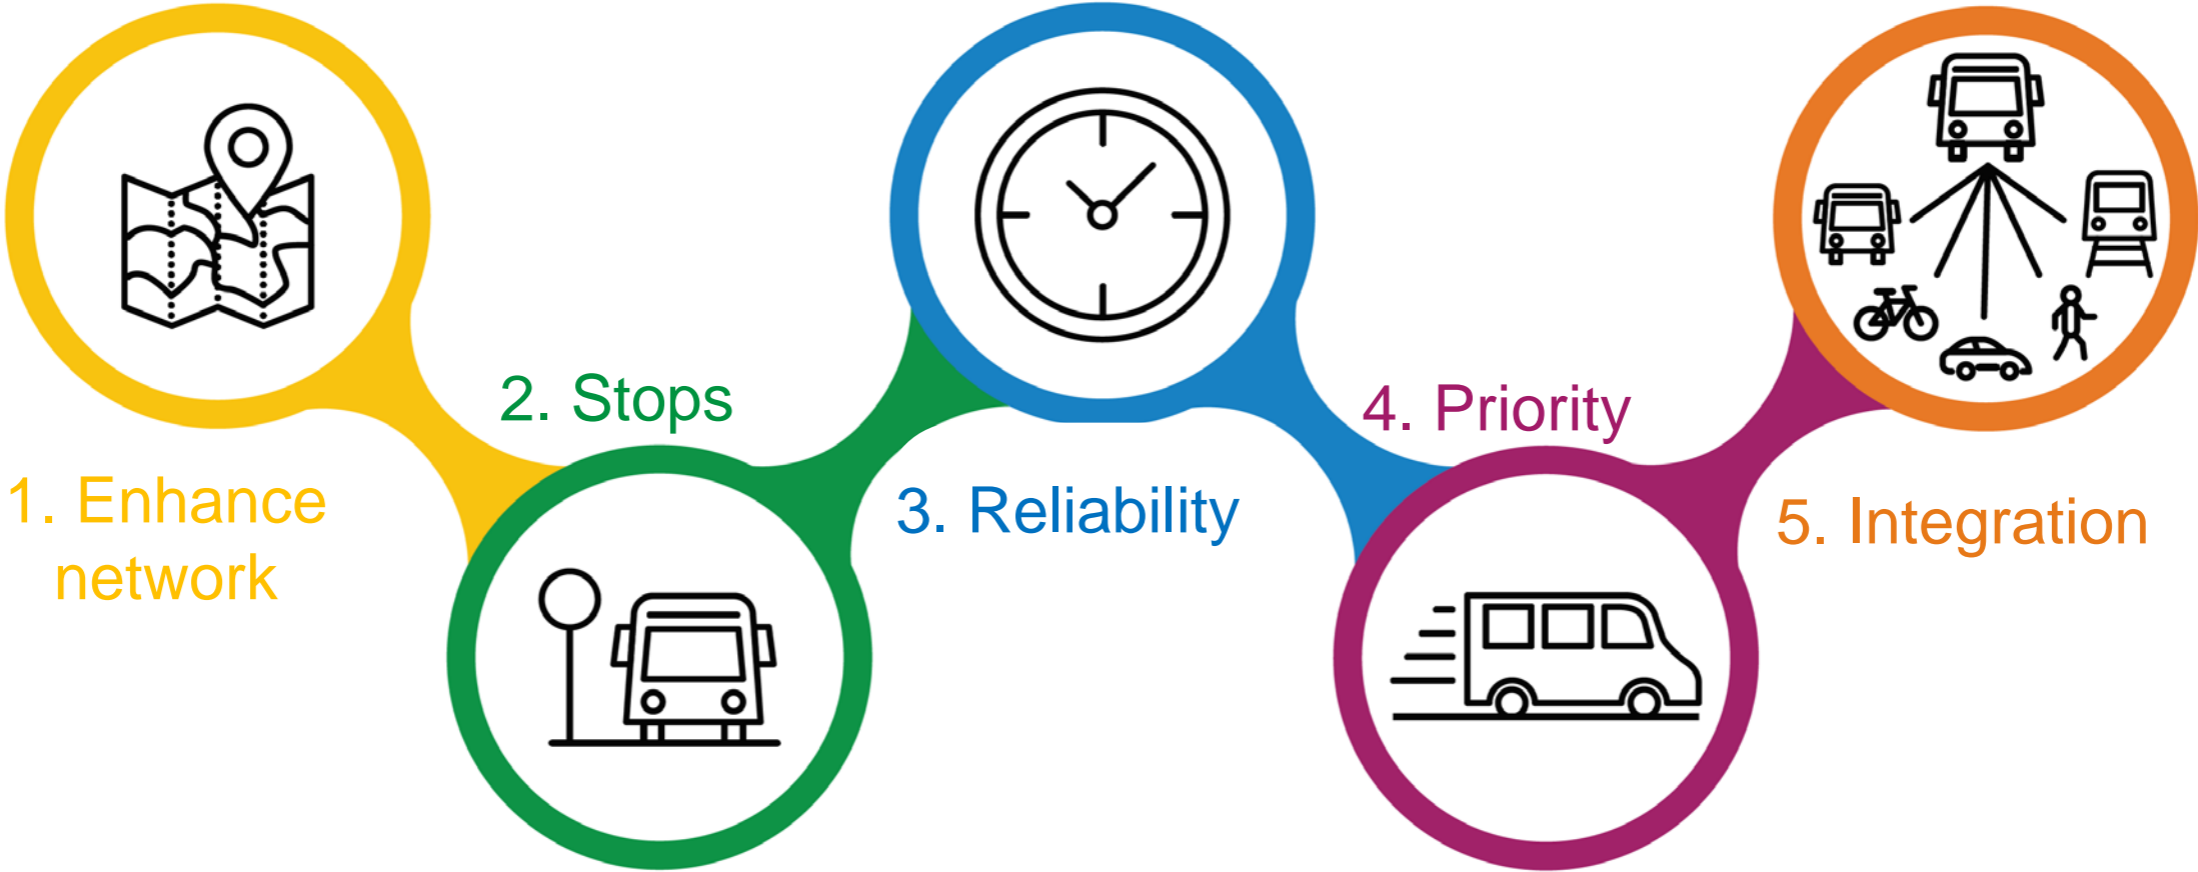 1. Enhance
network
2. Stops
3. Reliability
4. Priority
5. Integration